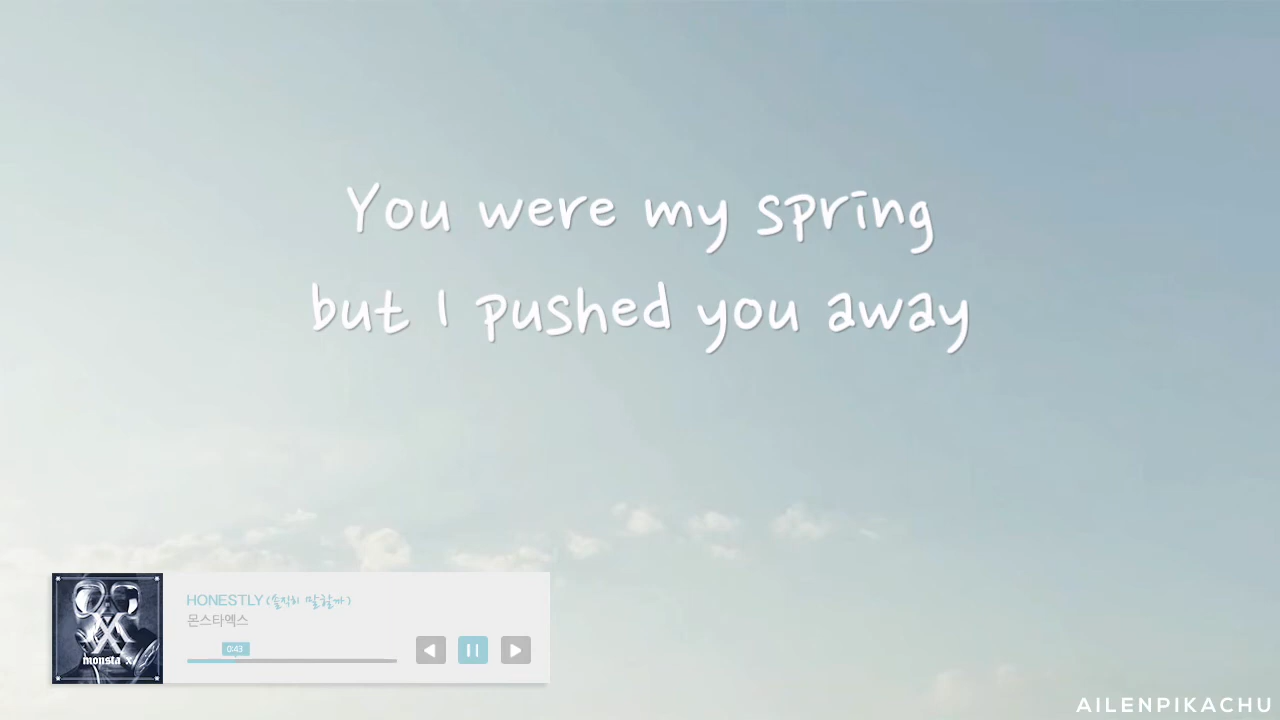 You were my spring
but I pushed you away
HONESTLY (솔직히 말할까)
몬스타엑스
0:43
monsta x
AILENPIKACHU